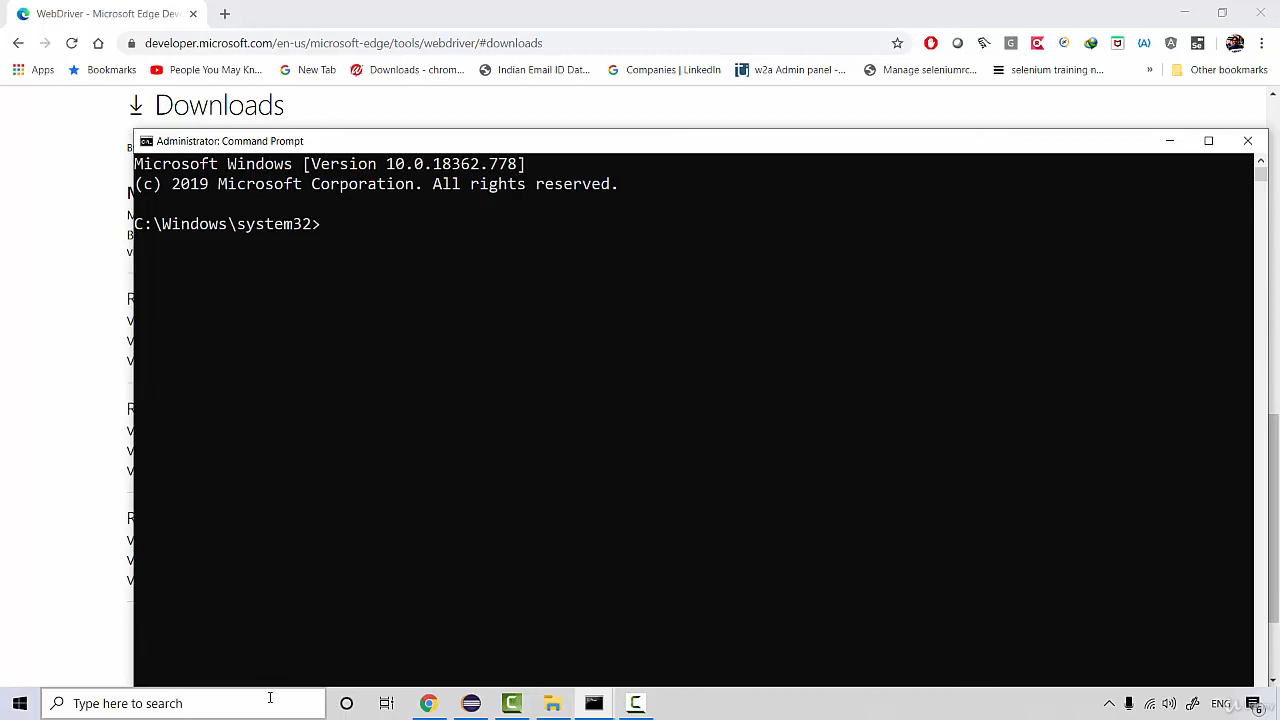 WebDriver - Microsoft Edge Dev
developer.microsoft.com/en-us/microsoft-edge/tools/webdriver/#downloads
Apps Bookmarks People You May Kn... New Tab Downloads - chrom... Indian Email ID Dat... Companies | LinkedIn w2a Admin panel -... Manage seleniumrc... selenium training n... » Other bookmarks
Downloads
Administrator: Command Prompt
Microsoft Windows [Version 10.0.18362.778]
(c) 2019 Microsoft Corporation. All rights reserved.
C:\Windows\system32>
Type here to search
ENG